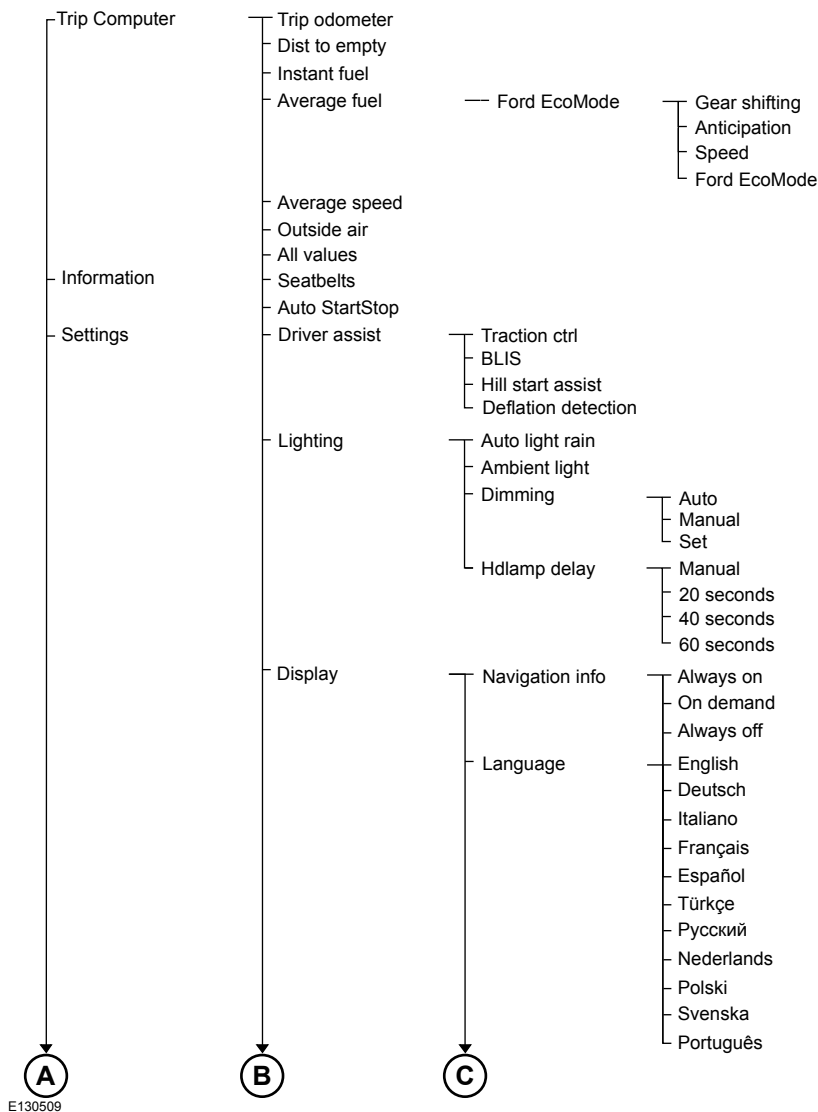 Trip Computer
Trip odometer
Dist to empty
Instant fuel
Average fuel
Ford EcoMode
Gear shifting
Anticipation
Speed
Ford EcoMode
Average speed
Outside air
All values
Information
Seatbelts
Auto StartStop
Settings
Driver assist
Traction ctrl
BLIS
Hill start assist
Deflation detection
Lighting
Auto light rain
Ambient light
Dimming
Auto
Manual
Set
Hdlamp delay
Manual
20 seconds
40 seconds
60 seconds
Display
Navigation info
Always on
On demand
Always off
Language
English
Deutsch
Italiano
Français
Español
Türkçe
Русский
Nederlands
Polski
Svenska
Português
A
B
C
E130509